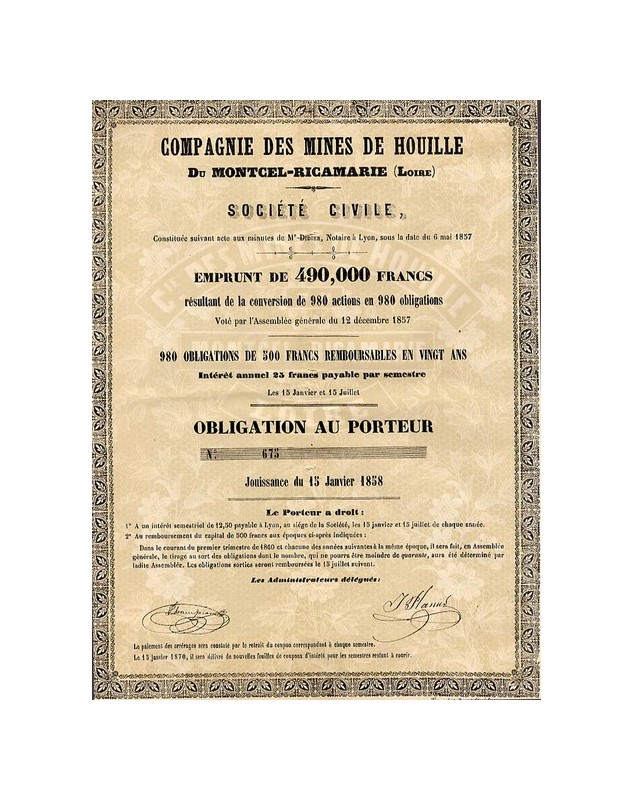 COMPAGNIE DES MINES DE HOUILLE
DU MONTCEL-RICAMARIE (LOIRE)
SOCIÉTÉ CIVILE,
Constituée suivant acte aux minutes du Me DIDIER, Notaire à Lyon, sous la date du 6 mai 1857
EMPRUNT DE 490,000 FRANCS
résultant de la conversion de 980 actions en 980 obligations
Voté par l'Assemblée générale du 12 décembre 1857
980 OBLIGATIONS DE 500 FRANCS REMBOURSABLES EN VINGT ANS
Intérêt annuel 25 francs payable par semestre
Les 15 Janvier et 15 Juillet
OBLIGATION AU PORTEUR
N° 675
Jouissance du 15 Janvier 1858
Le Porteur a droit :
1° A un intérêt semestriel de 12,50 payable à Lyon, au siége de la Société, les 15 janvier et 15 juillet de chaque année.
2° Au remboursement du capital de 500 francs aux époques ci-après indiquées :
Dans le courant du premier trimestre de 1860 et chacune des années suivantes à la même époque, il sera fait, en Assemblée
générale, le tirage au sort des obligations dont le nombre, qui ne pourra être moindre de quarante, aura été déterminé par
ladite Assemblée. Les obligations sorties seront remboursées le 15 juillet suivant.
Les Administrateurs délégués :
Le paiement des arrérages sera constaté par le retrait du coupon correspondant à chaque semestre.
Le 15 janvier 1870, il sera délivré de nouvelles feuilles de coupons d'intérêt pour les semestres restant à courir.